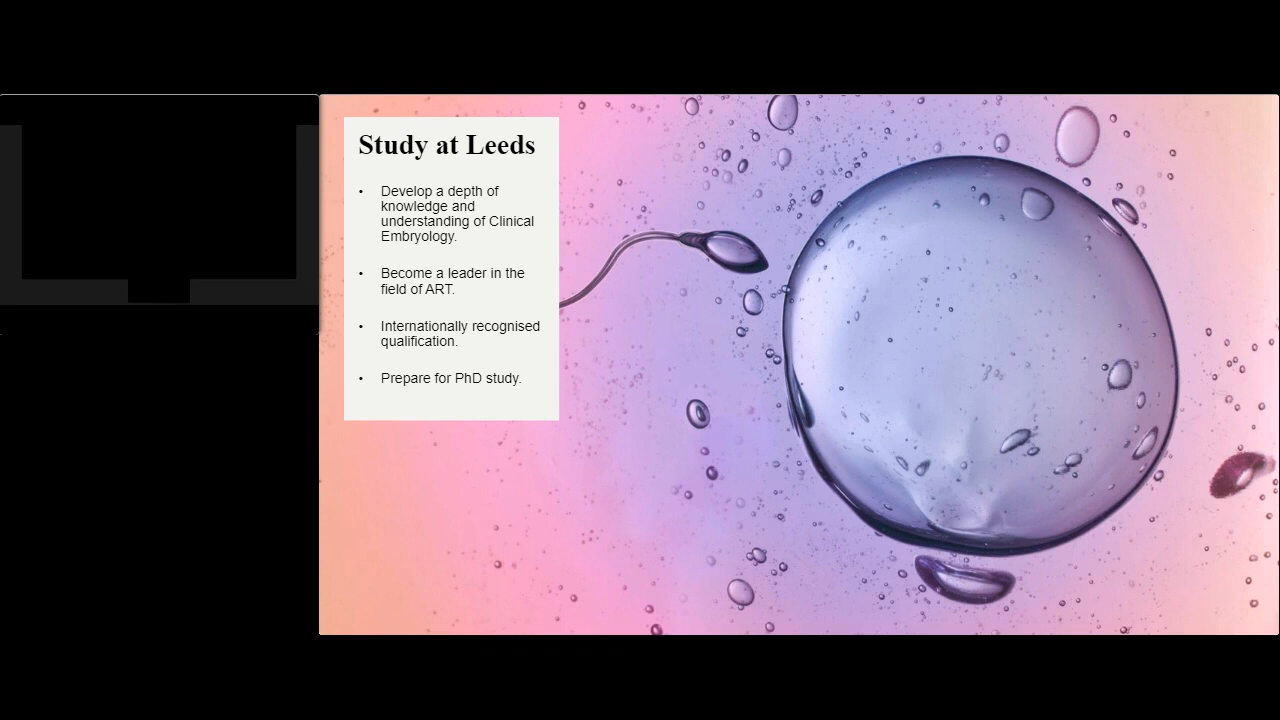 Study at Leeds
• Develop a depth of
knowledge and
understanding of Clinical
Embryology.
• Become a leader in the
field of ART.
• Internationally recognised
qualification.
• Prepare for PhD study.